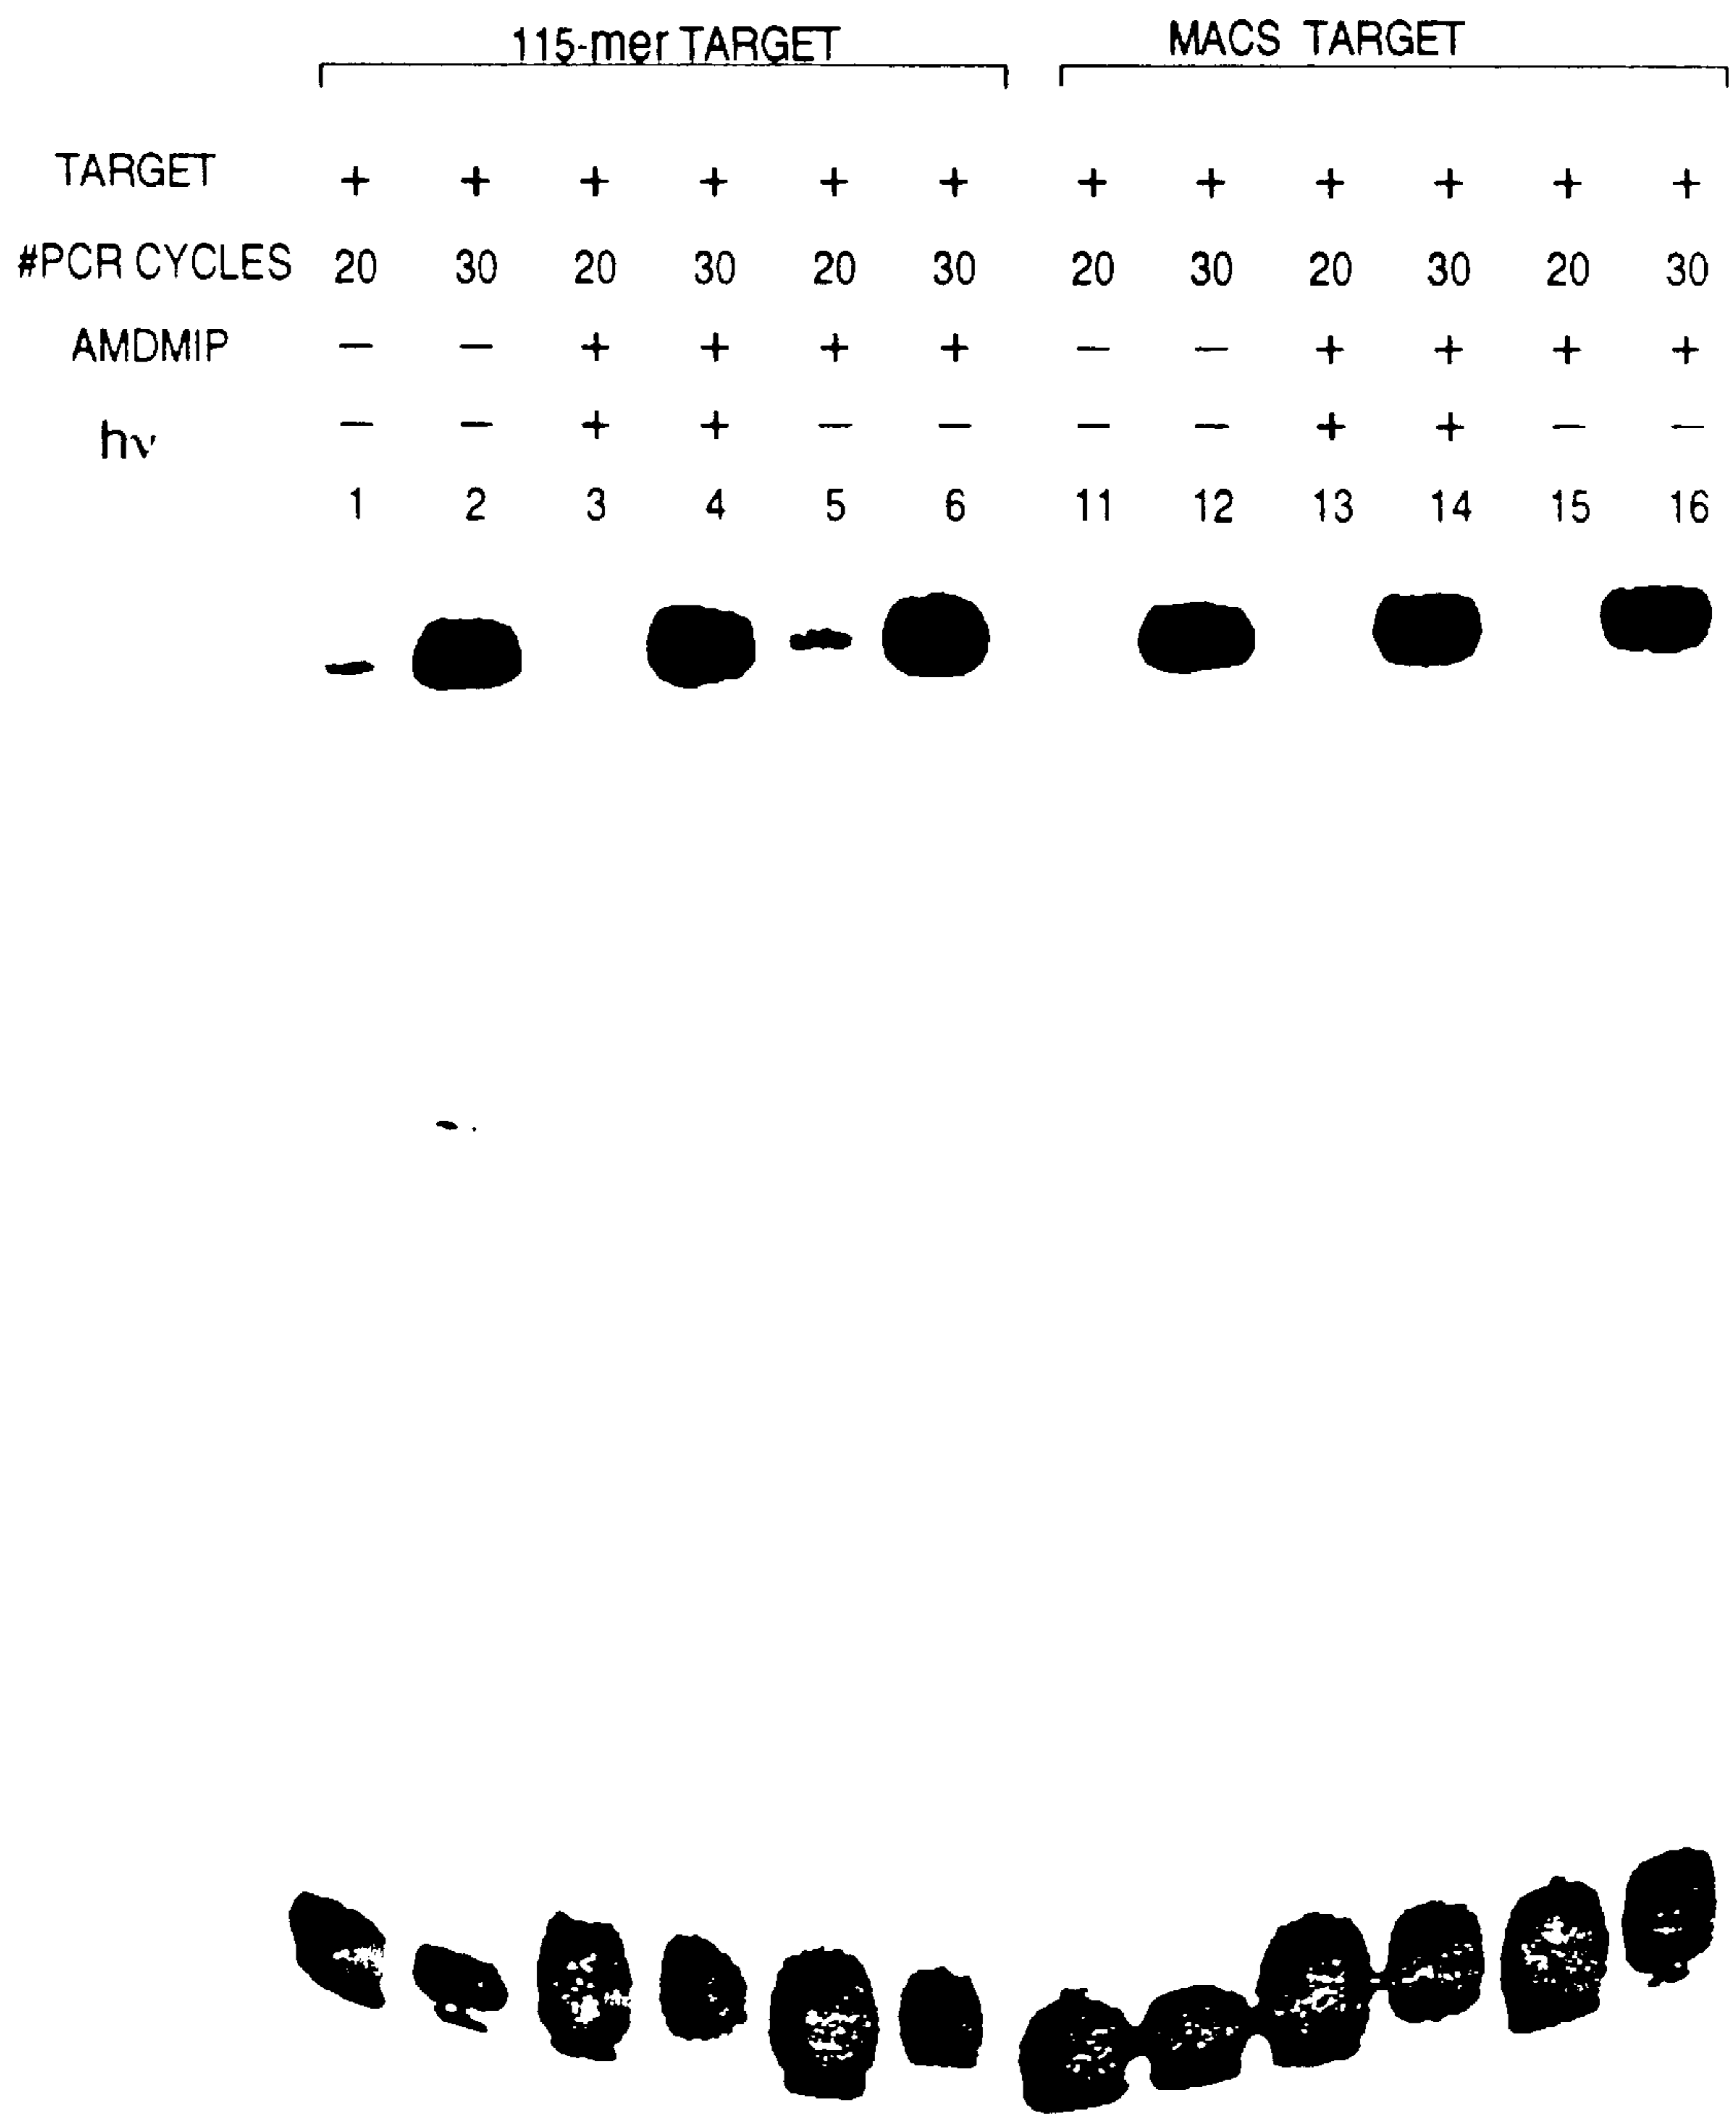 115-mer TARGET MACS TARGET
TARGET + + + + + + + + + + + +
#PCR CYCLES 20 30 20 30 20 30 20 30 20 30 20 30
AMDMIP — — + + + + — — + + + +
hν — — + + — — — — + + — —
1 2 3 4 5 6 11 12 13 14 15 16